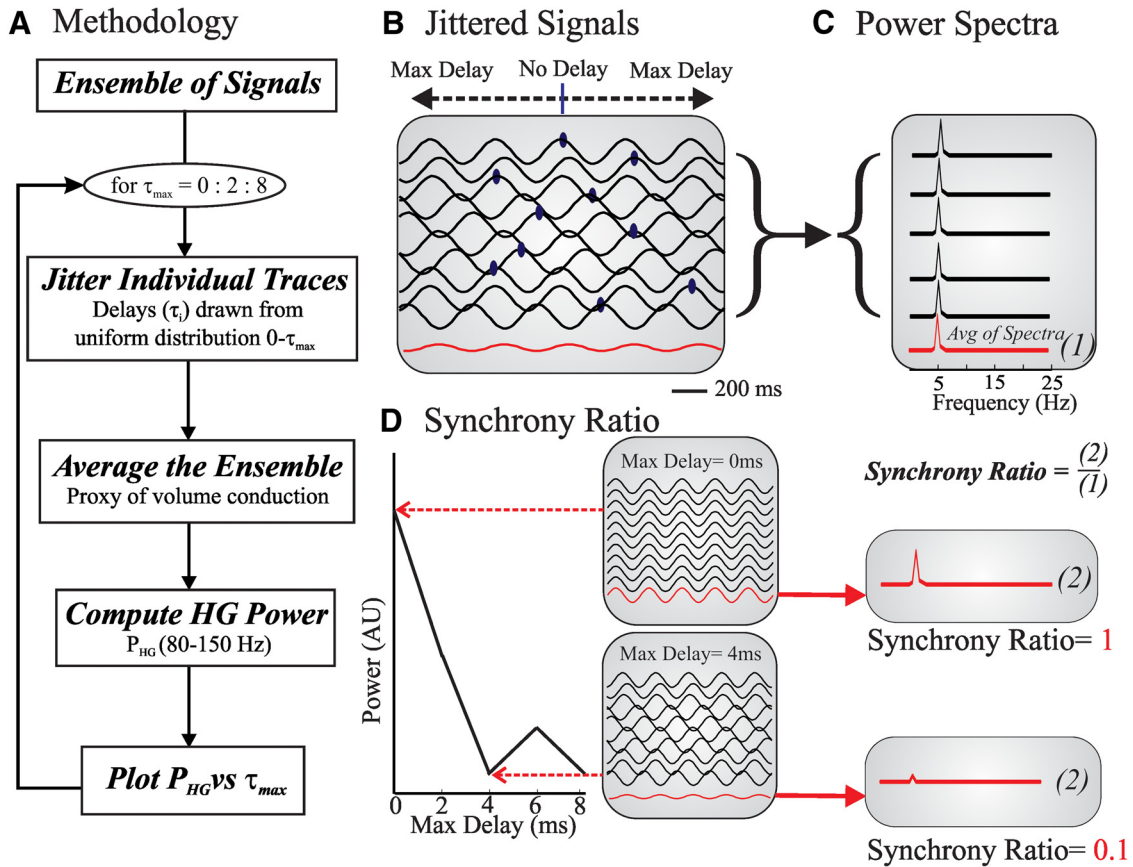 A Methodology
Ensemble of Signals
for τmax = 0 : 2 : 8
Jitter Individual Traces
Delays (τi) drawn from
uniform distribution 0-τmax
Average the Ensemble
Proxy of volume conduction
Compute HG Power
PHG (80-150 Hz)
Plot PHG vs τmax
B Jittered Signals
Max Delay No Delay Max Delay
200 ms
C Power Spectra
Avg of Spectra (1)
5 15 25
Frequency (Hz)
D Synchrony Ratio
Power (AU)
0 2 4 6 8
Max Delay (ms)
Max Delay= 0ms
Max Delay= 4ms
Synchrony Ratio = (2)
(1)
(2)
Synchrony Ratio= 1
(2)
Synchrony Ratio= 0.1